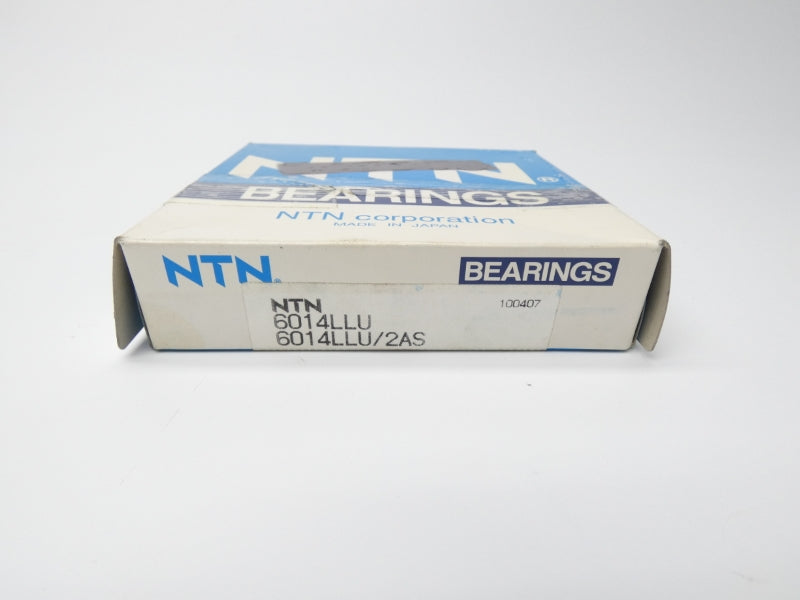 NTN®
BEARINGS
NTN corporation
MADE IN JAPAN
NTN®
BEARINGS
NTN
100407
6014LLU
6014LLU/2AS